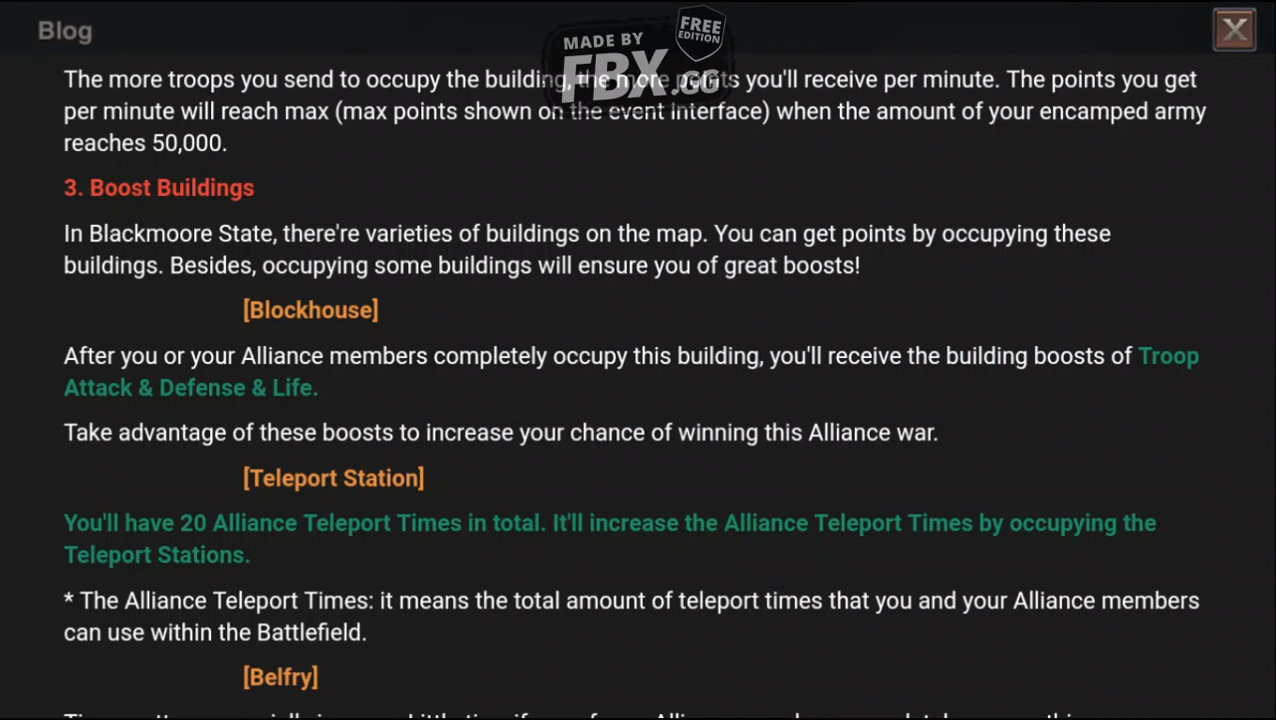 Blog
MADE BY
FREE
EDITION
FBX.GG
The more troops you send to occupy the building, the more points you'll receive per minute. The points you get
per minute will reach max (max points shown on the event interface) when the amount of your encamped army
reaches 50,000.
3. Boost Buildings
In Blackmoore State, there're varieties of buildings on the map. You can get points by occupying these
buildings. Besides, occupying some buildings will ensure you of great boosts!
[Blockhouse]
After you or your Alliance members completely occupy this building, you'll receive the building boosts of Troop
Attack & Defense & Life.
Take advantage of these boosts to increase your chance of winning this Alliance war.
[Teleport Station]
You'll have 20 Alliance Teleport Times in total. It'll increase the Alliance Teleport Times by occupying the
Teleport Stations.
* The Alliance Teleport Times: it means the total amount of teleport times that you and your Alliance members
can use within the Battlefield.
[Belfry]